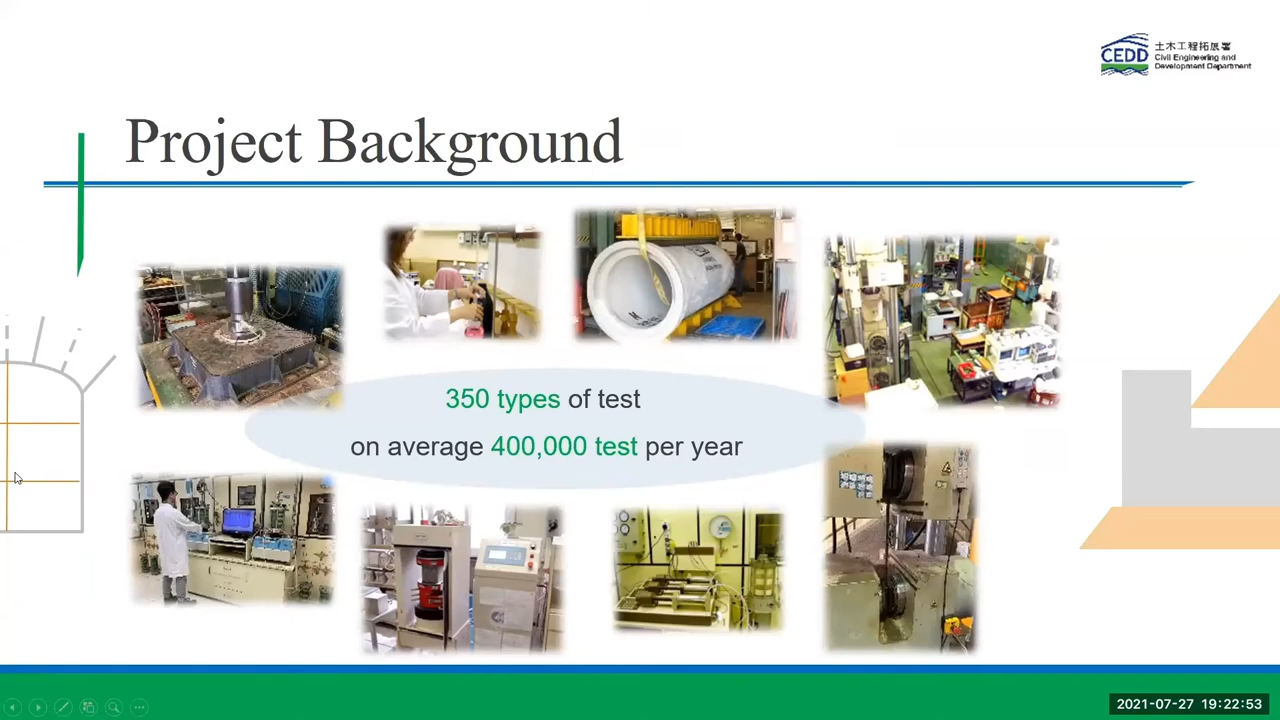 CEDD
土木工程拓展署
Civil Engineering and
Development Department
Project Background
350 types of test
on average 400,000 test per year
2021-07-27 19:22:53